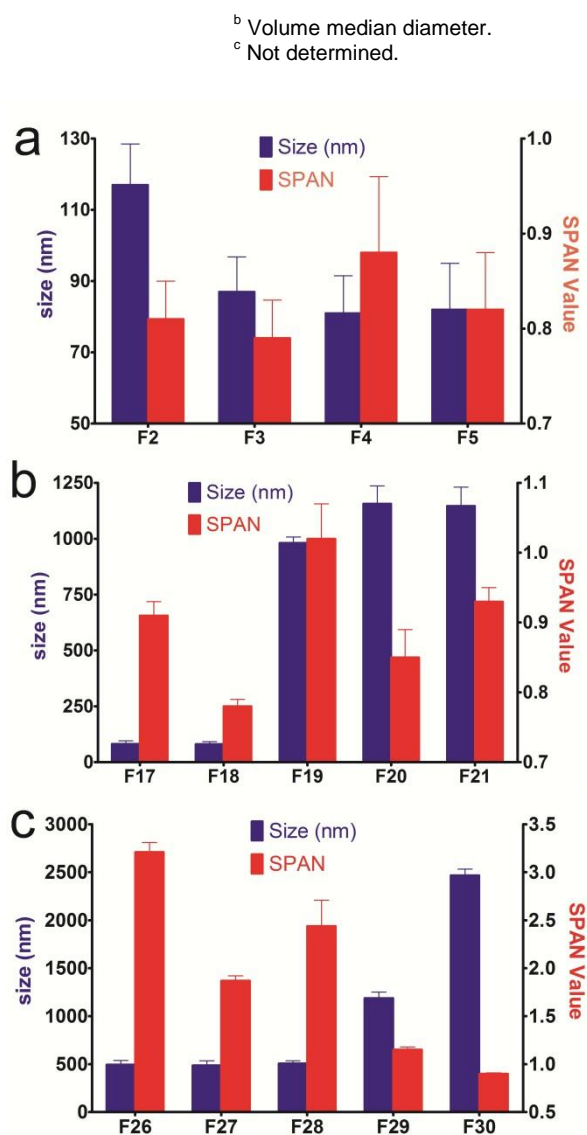 b Volume median diameter.
c Not determined.
a
Size (nm)
SPAN
130
110
90
70
50
size (nm)
1.0
0.9
0.8
0.7
SPAN Value
F2 F3 F4 F5
b
Size (nm)
SPAN
1250
1000
750
500
250
0
size (nm)
1.1
1.0
0.9
0.8
0.7
SPAN Value
F17 F18 F19 F20 F21
c
Size (nm)
SPAN
3000
2500
2000
1500
1000
500
0
size (nm)
3.5
3.0
2.5
2.0
1.5
1.0
0.5
SPAN Value
F26 F27 F28 F29 F30